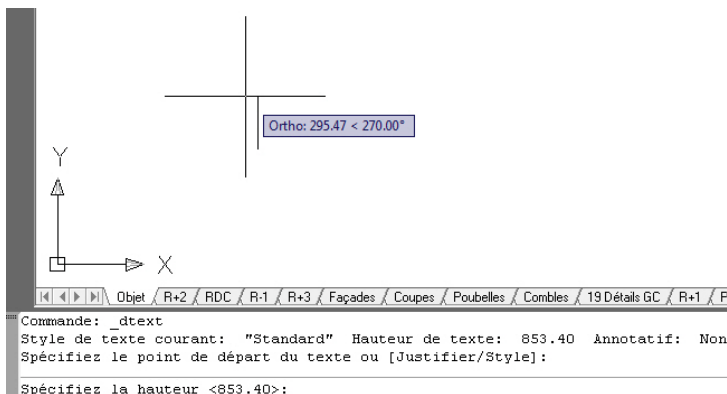 Ortho: 295.47 < 270.00°
Y
X
Objet / R+2 / RDC / R-1 / R+3 / Façades / Coupes / Poubelles / Combles / 19 Détails GC / R+1 /
Commande: _dtext
Style de texte courant: "Standard" Hauteur de texte: 853.40 Annotatif: Non
Spécifiez le point de départ du texte ou [Justifier/Style]:
Spécifiez la hauteur <853.40>: